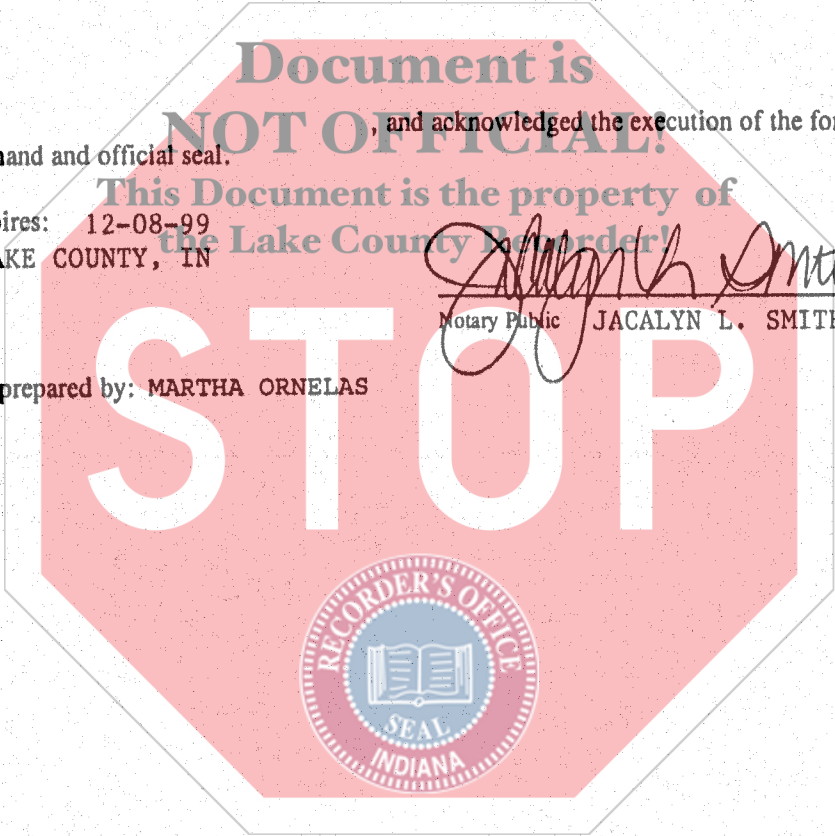 Document is
NOT OFFICIAL!
, and acknowledged the execution of the for
hand and official seal.
This Document is the property of
the Lake County Recorder!
ires: 12-08-99
AKE COUNTY, IN
Jacalyn L. Smit
Notary Public JACALYN L. SMITH
prepared by: MARTHA ORNELAS
STOP
RECORDER'S OFFICE
SEAL
INDIANA